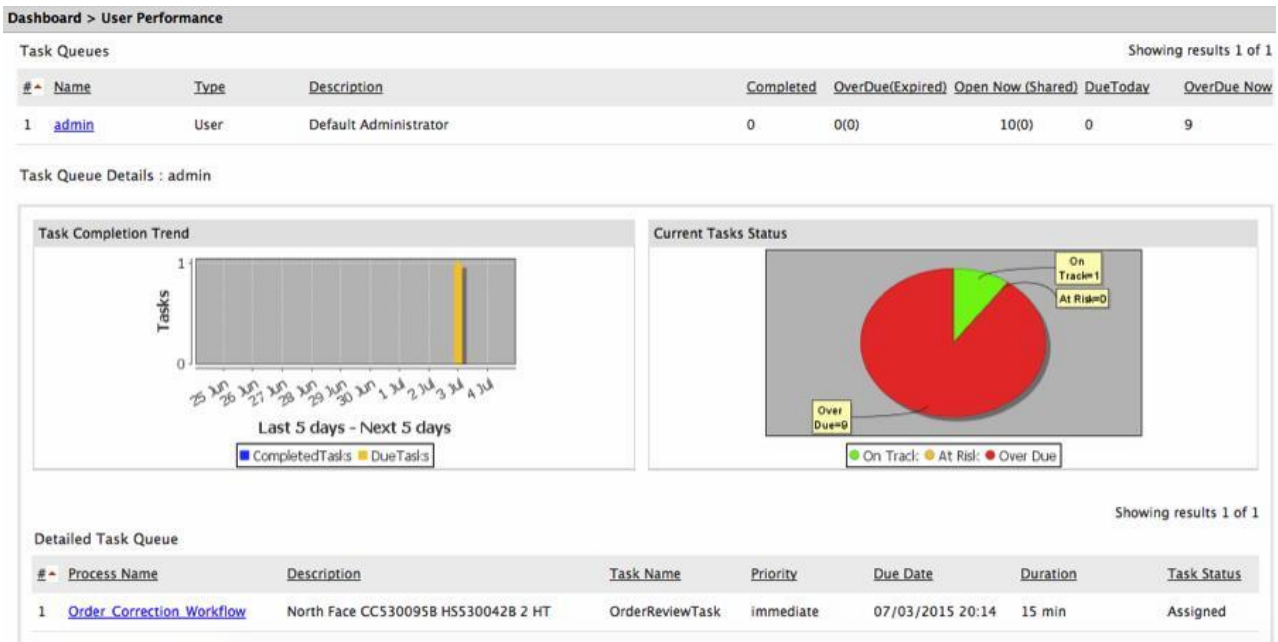 Dashboard > User Performance
Task Queues
Showing results 1 of 1
# Name Type Description Completed OverDue(Expired) Open Now (Shared) DueToday OverDue Now
1 admin User Default Administrator 0 0(0) 10(0) 0 9
Task Queue Details : admin
Task Completion Trend
1
Tasks
0
25 Jun 26 Jun 27 Jun 28 Jun 29 Jun 30 Jun 1 Jul 2 Jul 3 Jul 4 Jul
Last 5 days - Next 5 days
CompletedTasks DueTasks
Current Tasks Status
On
Track=1
At Risk=0
Over
Due=9
On Track At Risk Over Due
Showing results 1 of 1
Detailed Task Queue
# Process Name Description Task Name Priority Due Date Duration Task Status
1 Order Correction Workflow North Face CC530095B HS530042B 2 HT OrderReviewTask immediate 07/03/2015 20:14 15 min Assigned